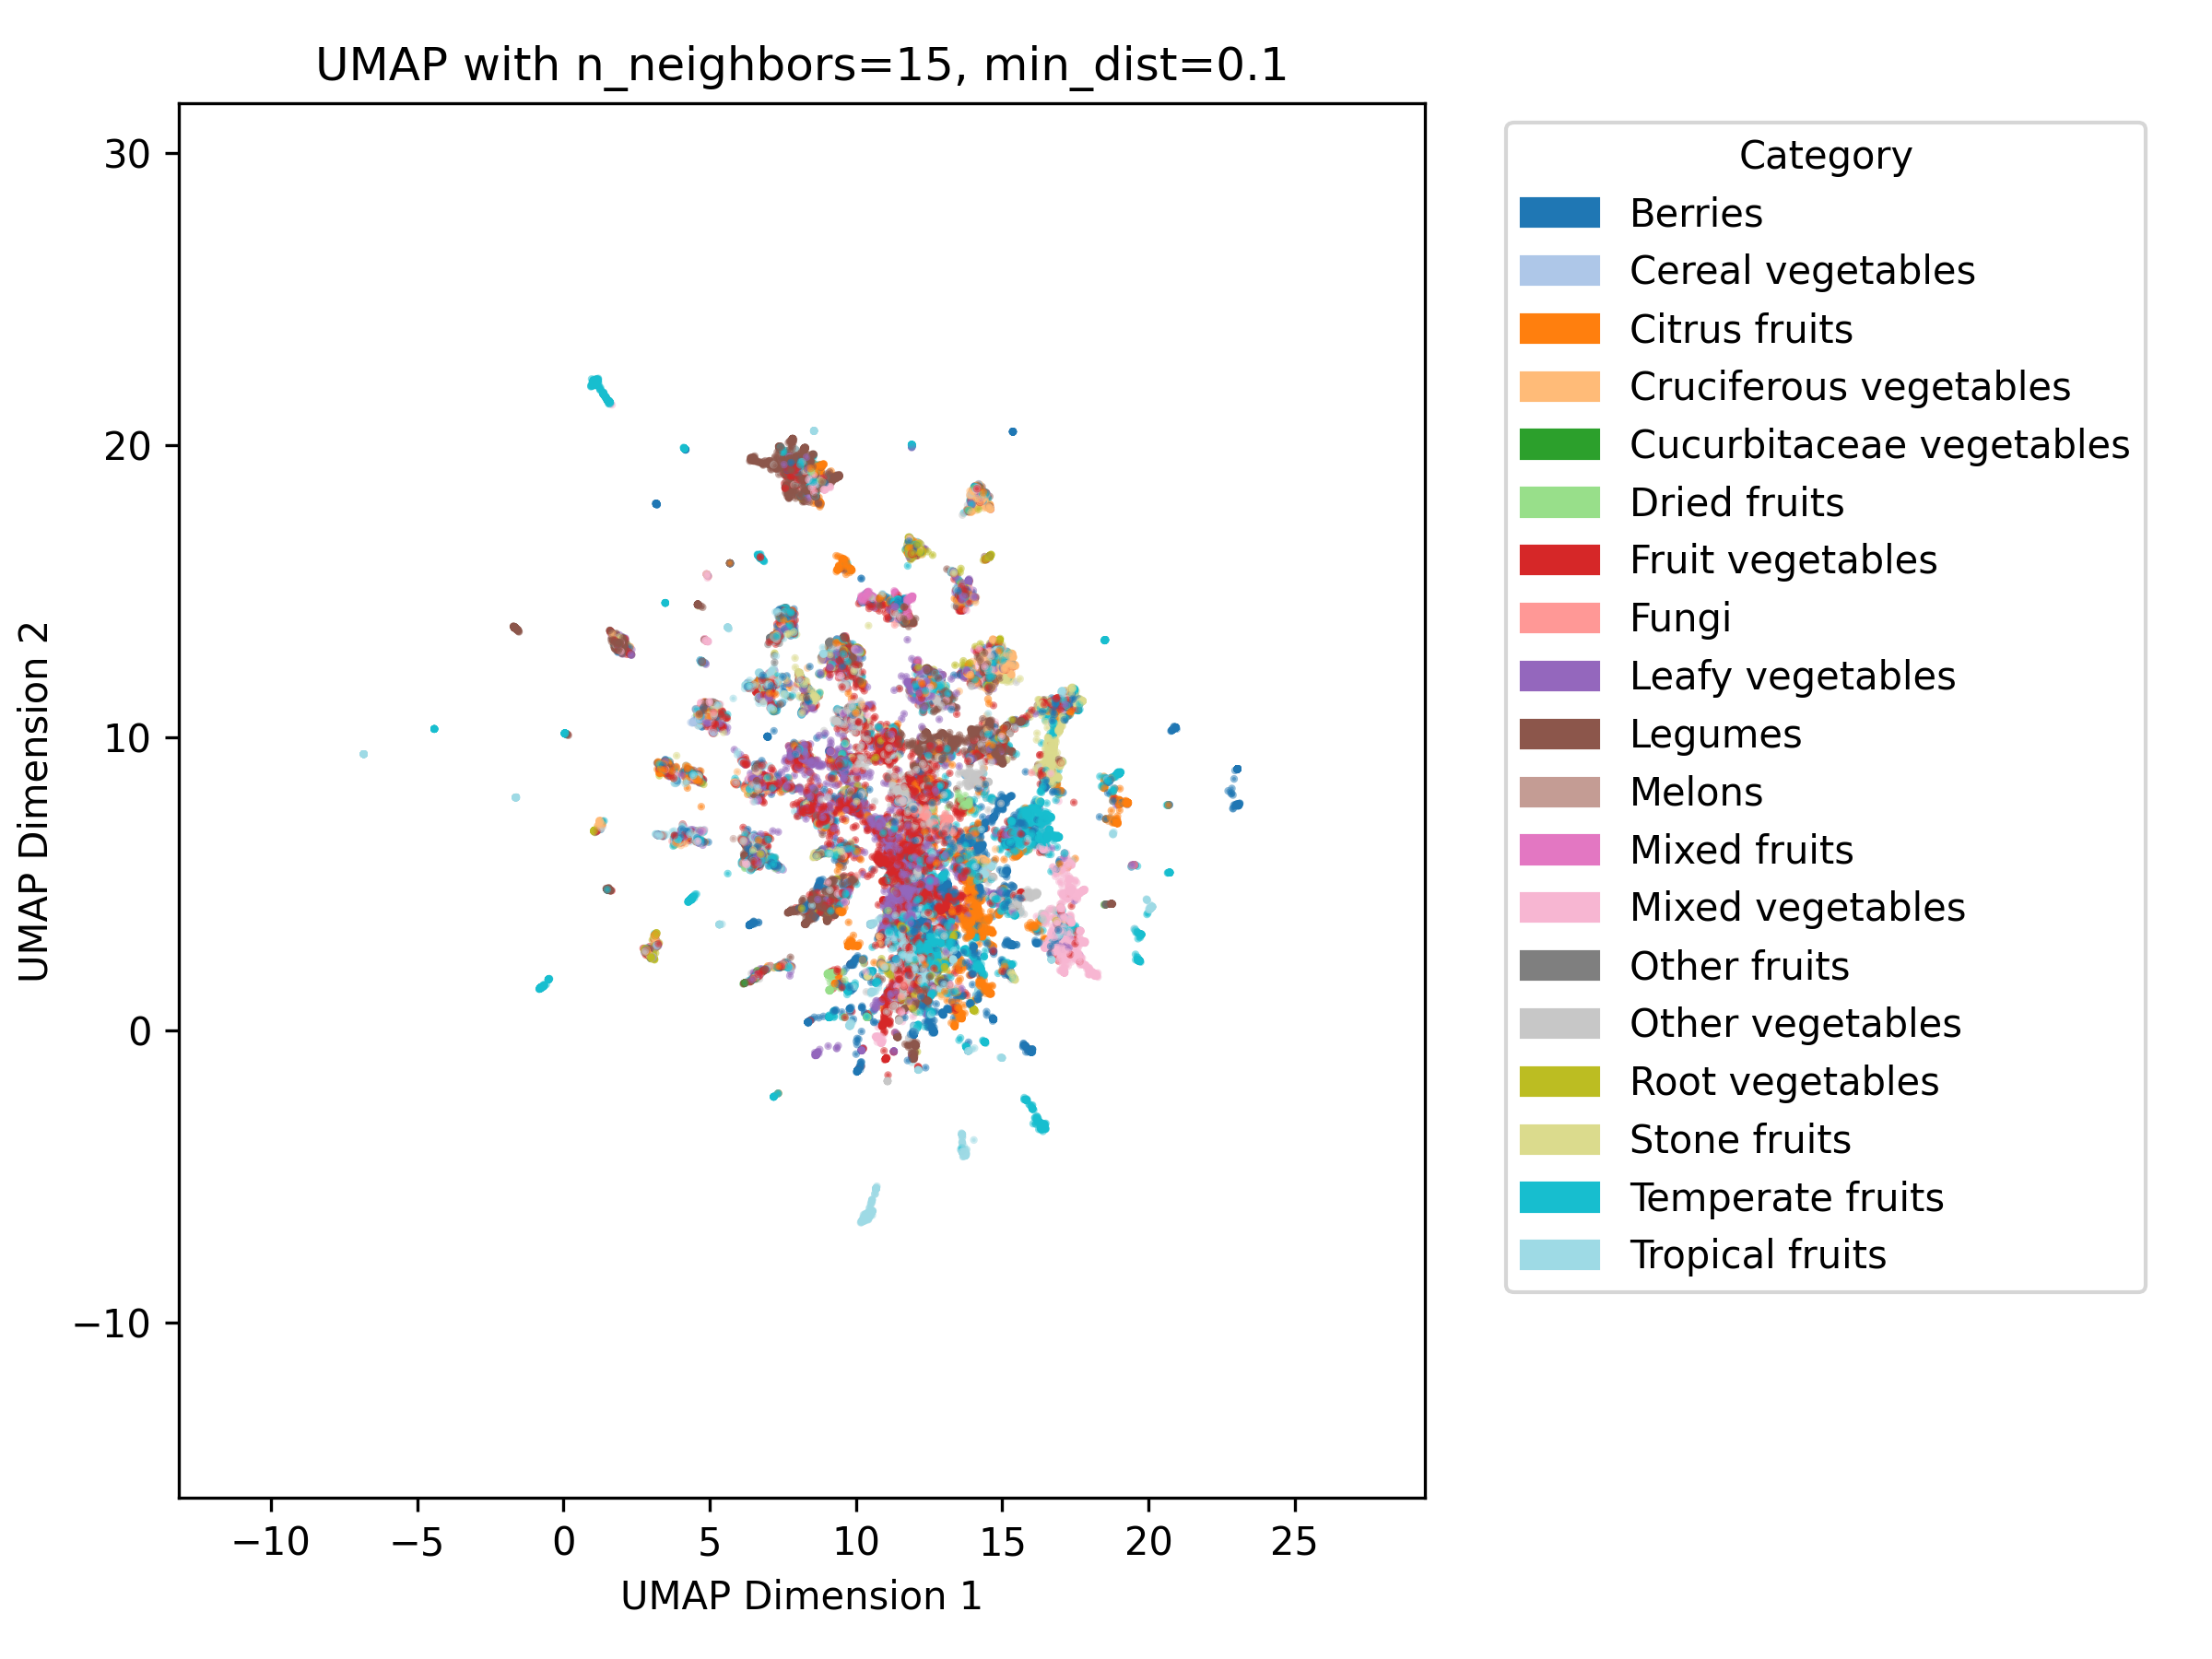 UMAP with n_neighbors=15, min_dist=0.1
30
20
10
0
−10
UMAP Dimension 2
−10
−5
0
5
10
15
20
25
UMAP Dimension 1
Category
Berries
Cereal vegetables
Citrus fruits
Cruciferous vegetables
Cucurbitaceae vegetables
Dried fruits
Fruit vegetables
Fungi
Leafy vegetables
Legumes
Melons
Mixed fruits
Mixed vegetables
Other fruits
Other vegetables
Root vegetables
Stone fruits
Temperate fruits
Tropical fruits